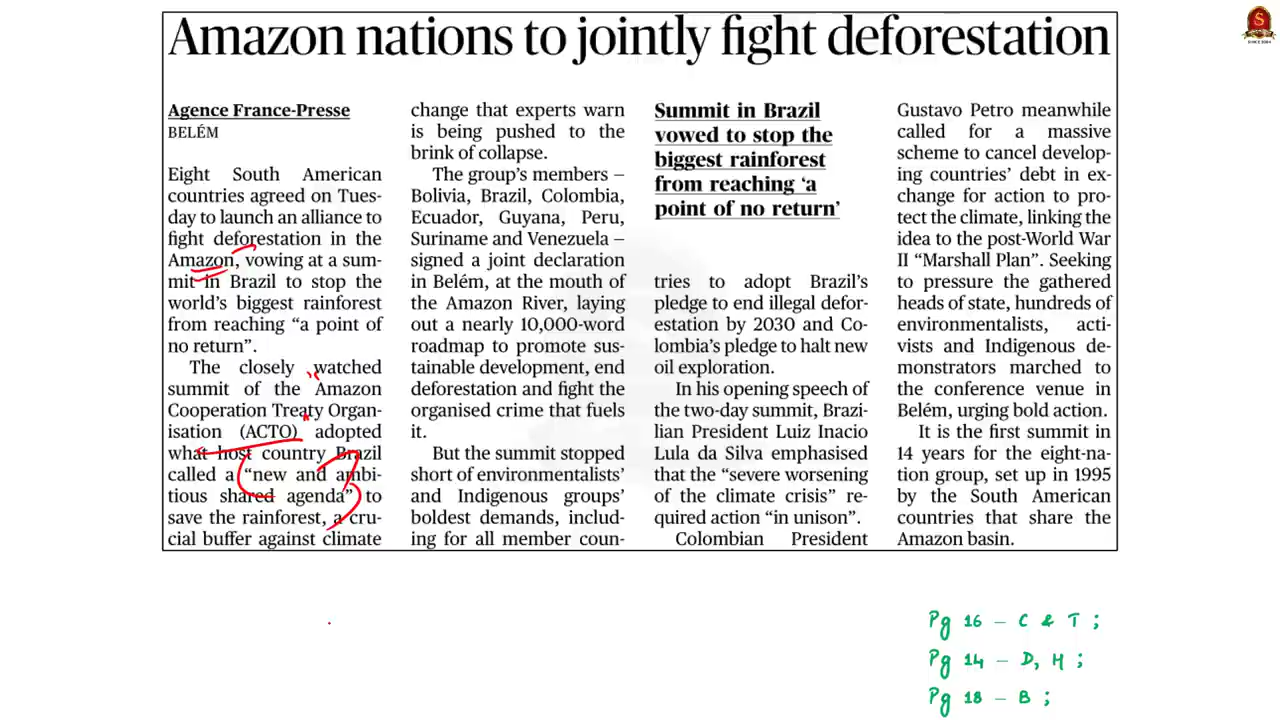 Amazon nations to jointly fight deforestation
Agence France-Presse
BELÉM
Eight South American
countries agreed on Tues-
day to launch an alliance to
fight deforestation in the
Amazon, vowing at a sum-
mit in Brazil to stop the
world's biggest rainforest
from reaching “a point of
no return”.
The closely watched
summit of the Amazon
Cooperation Treaty Organ-
isation (ACTO) adopted
what host country Brazil
called a “new and ambi-
tious shared agenda” to
save the rainforest, a cru-
cial buffer against climate
change that experts warn
is being pushed to the
brink of collapse.
The group's members –
Bolivia, Brazil, Colombia,
Ecuador, Guyana, Peru,
Suriname and Venezuela –
signed a joint declaration
in Belém, at the mouth of
the Amazon River, laying
out a nearly 10,000-word
roadmap to promote sus-
tainable development, end
deforestation and fight the
organised crime that fuels
it.
But the summit stopped
short of environmentalists'
and Indigenous groups'
boldest demands, includ-
ing for all member coun-
Summit in Brazil
vowed to stop the
biggest rainforest
from reaching ‘a
point of no return’
tries to adopt Brazil's
pledge to end illegal defor-
estation by 2030 and Co-
lombia's pledge to halt new
oil exploration.
In his opening speech of
the two-day summit, Brazi-
lian President Luiz Inacio
Lula da Silva emphasised
that the “severe worsening
of the climate crisis” re-
quired action “in unison”.
Colombian President
Gustavo Petro meanwhile
called for a massive
scheme to cancel develop-
ing countries' debt in ex-
change for action to pro-
tect the climate, linking the
idea to the post-World War
II “Marshall Plan”. Seeking
to pressure the gathered
heads of state, hundreds of
environmentalists, acti-
vists and Indigenous de-
monstrators marched to
the conference venue in
Belém, urging bold action.
It is the first summit in
14 years for the eight-na-
tion group, set up in 1995
by the South American
countries that share the
Amazon basin.
S
SINCE 2004
Pg 16 – C & T ;
Pg 14 – D, H ;
Pg 18 – B ;